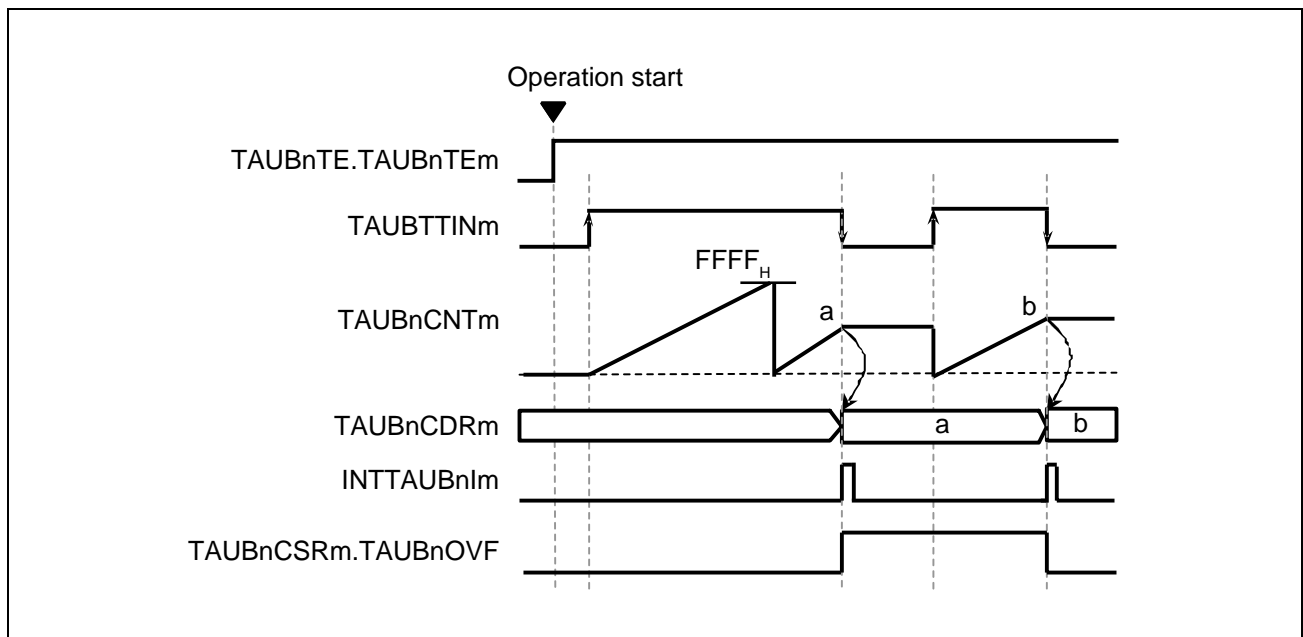 Operation start
TAUBnTE.TAUBnTEm
TAUBTTINm
FFFFH
TAUBnCNTm
a
b
TAUBnCDRm
a
b
INTTAUBnIm
TAUBnCSRm.TAUBnOVF